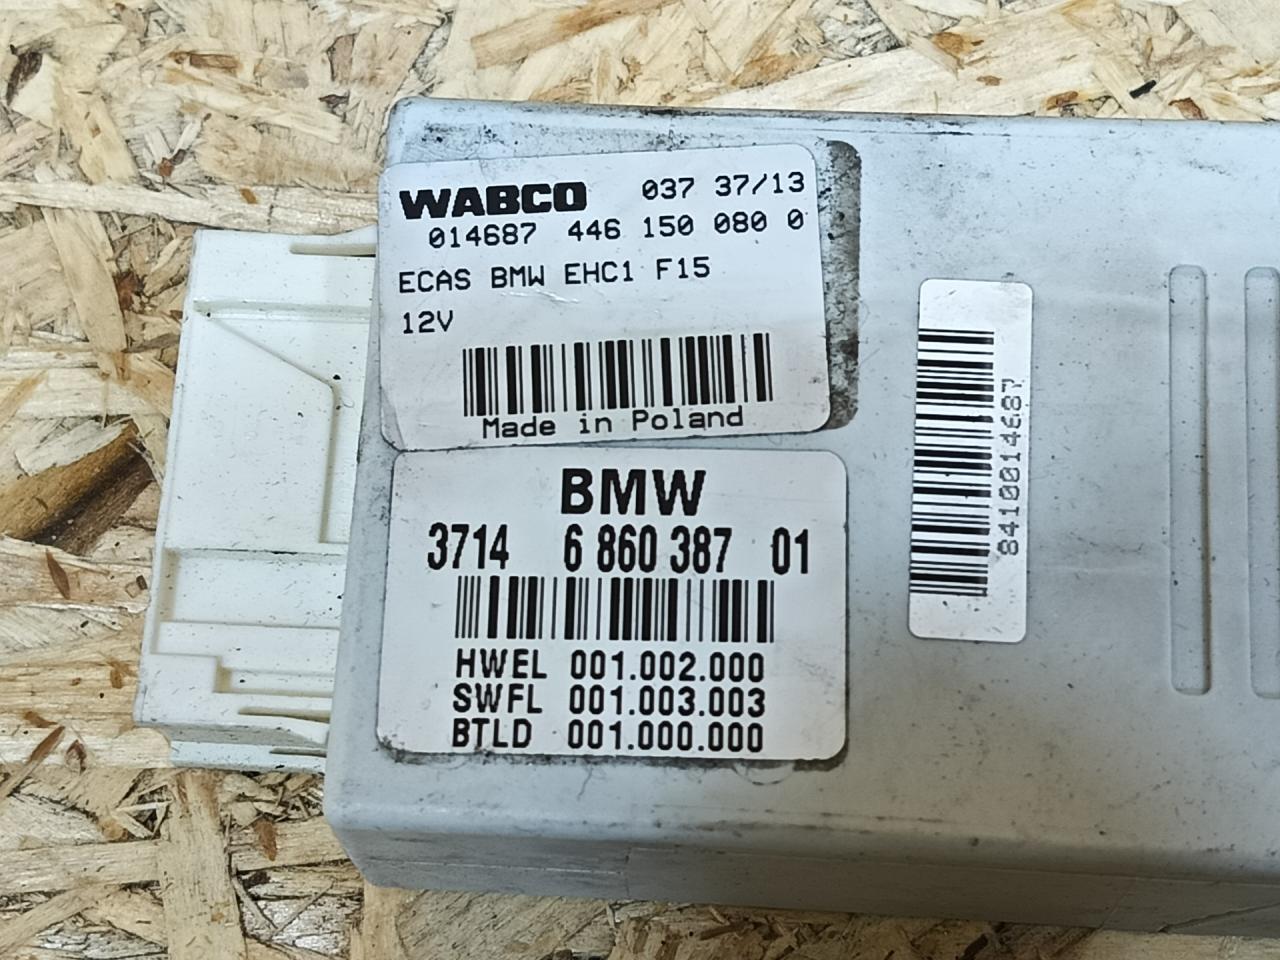 WABCO 037 37/13
014687 446 150 080 0
ECAS BMW EHC1 F15
12V
Made in Poland
BMW
3714 6 860 387 01
HWEL 001.002.000
SWFL 001.003.003
BTLD 001.000.000
8410014687